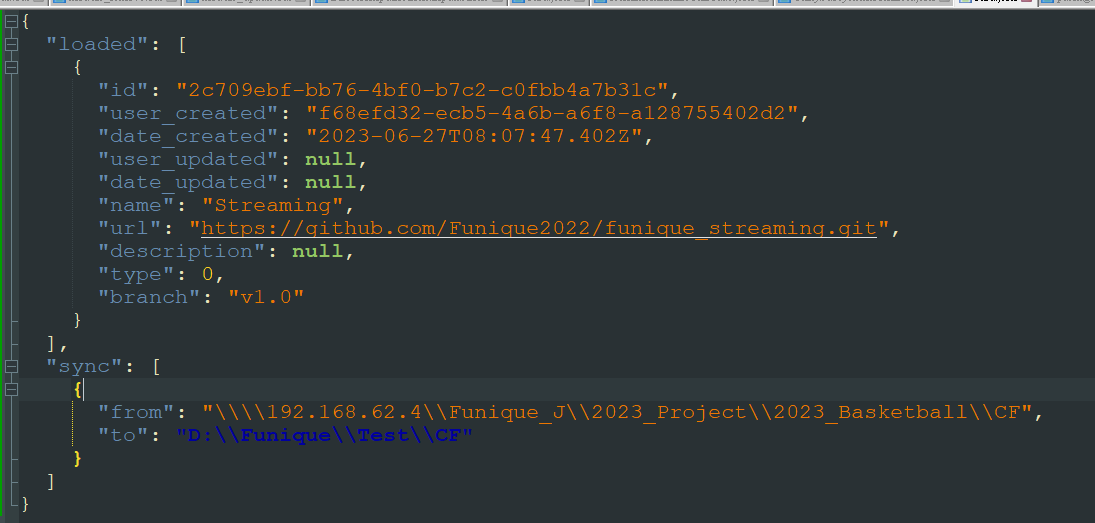 {
"loaded": [
{
"id": "2c709ebf-bb76-4bf0-b7c2-c0fbb4a7b31c",
"user_created": "f68efd32-ecb5-4a6b-a6f8-a128755402d2",
"date_created": "2023-06-27T08:07:47.402Z",
"user_updated": null,
"date_updated": null,
"name": "Streaming",
"url": "https://github.com/Funique2022/funique_streaming.git",
"description": null,
"type": 0,
"branch": "v1.0"
}
],
"sync": [
{
"from": "\\\\192.168.62.4\\Funique_J\\2023_Project\\2023_Basketball\\CF",
"to": "D:\\Funique\\Test\\CF"
}
]
}